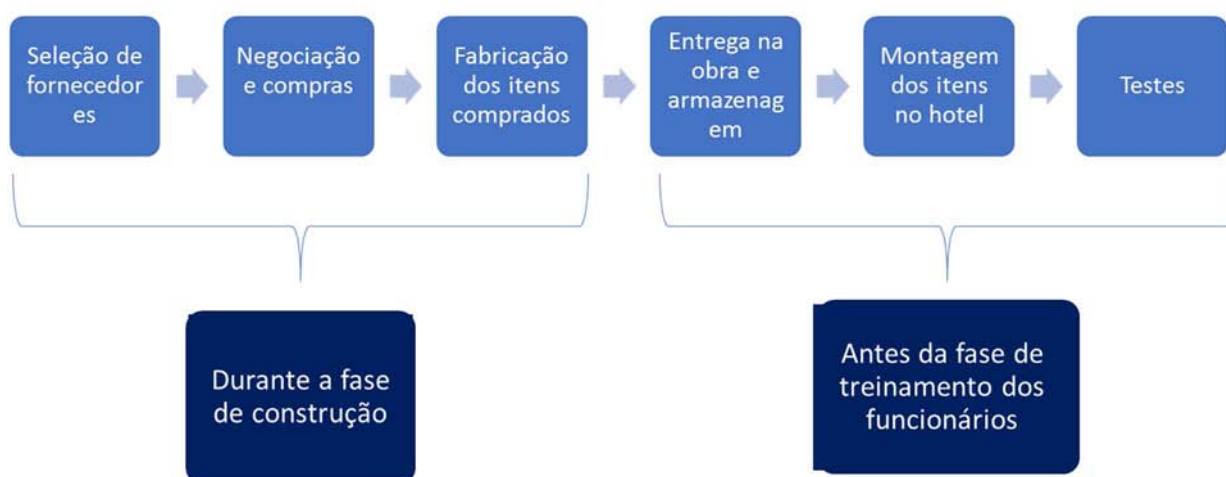 Seleção de
fornecedor
es
Negociação
e compras
Fabricação
dos itens
comprados
Entrega na
obra e
armazenag
em
Montagem
dos itens
no hotel
Testes
Durante a fase
de construção
Antes da fase de
treinamento dos
funcionários